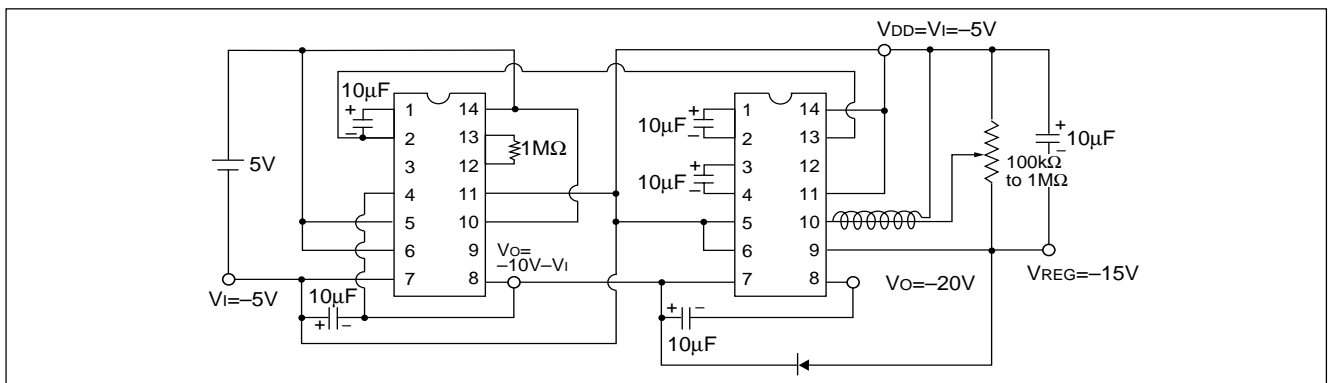 VDD=VI=–5V
10µF
+
–
5V
VI=–5V
1
2
3
4
5
6
7
14
13
12
11
10
9
8
1MΩ
VO=
–10V–VI
10µF
+ –
10µF
+
–
10µF
+
–
1
2
3
4
5
6
7
14
13
12
11
10
9
8
+ –
10µF
VO=–20V
100kΩ
to 1MΩ
+
10µF
–
VREG=–15V